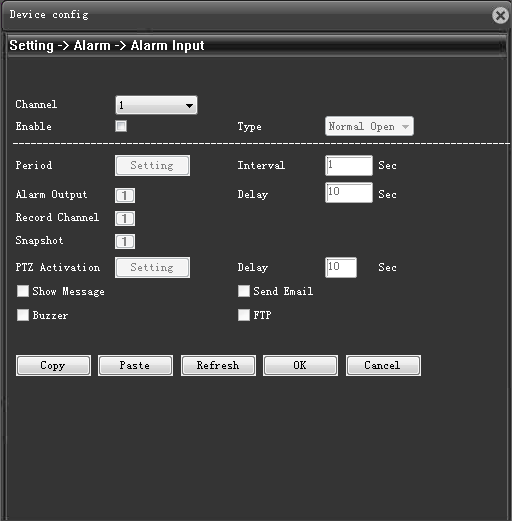 Device config
Setting -> Alarm -> Alarm Input
Channel 1
Enable Type Normal Open
Period Setting Interval 1 Sec
Alarm Output 1 Delay 10 Sec
Record Channel 1
Snapshot 1
PTZ Activation Setting Delay 10 Sec
Show Message Send Email
Buzzer FTP
Copy Paste Refresh OK Cancel